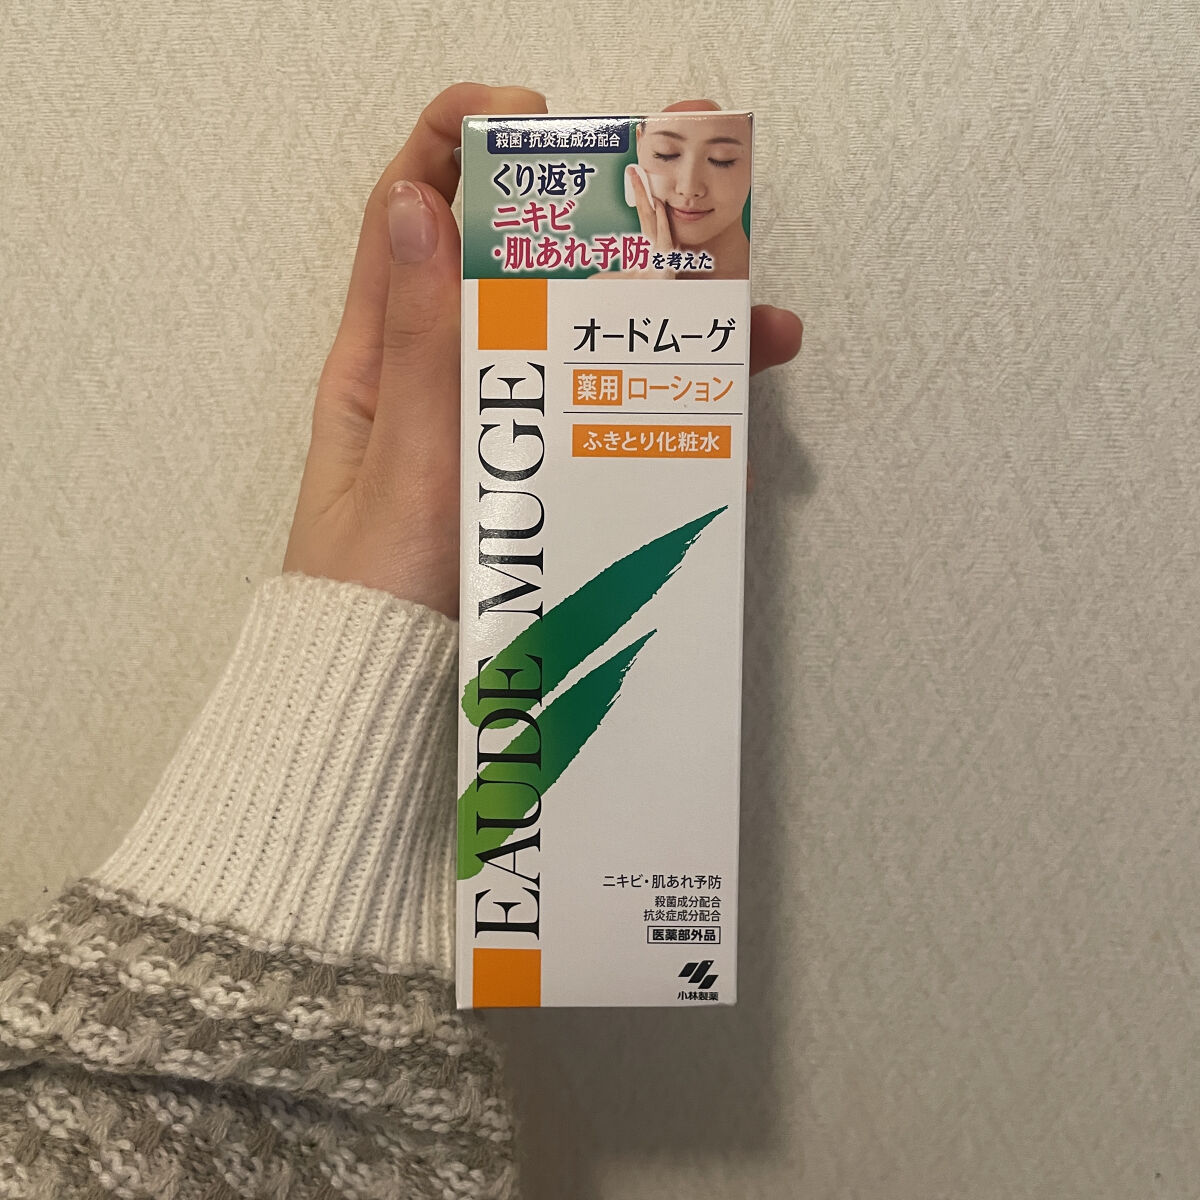 殺菌・抗炎症成分配合
くり返す
ニキビ
・肌あれ予防を考えた
オードムーゲ
薬用ローション
ふきとり化粧水
EAUDE MUGE
ニキビ・肌あれ予防
殺菌成分配合
抗炎症成分配合
医薬部外品
小林製薬